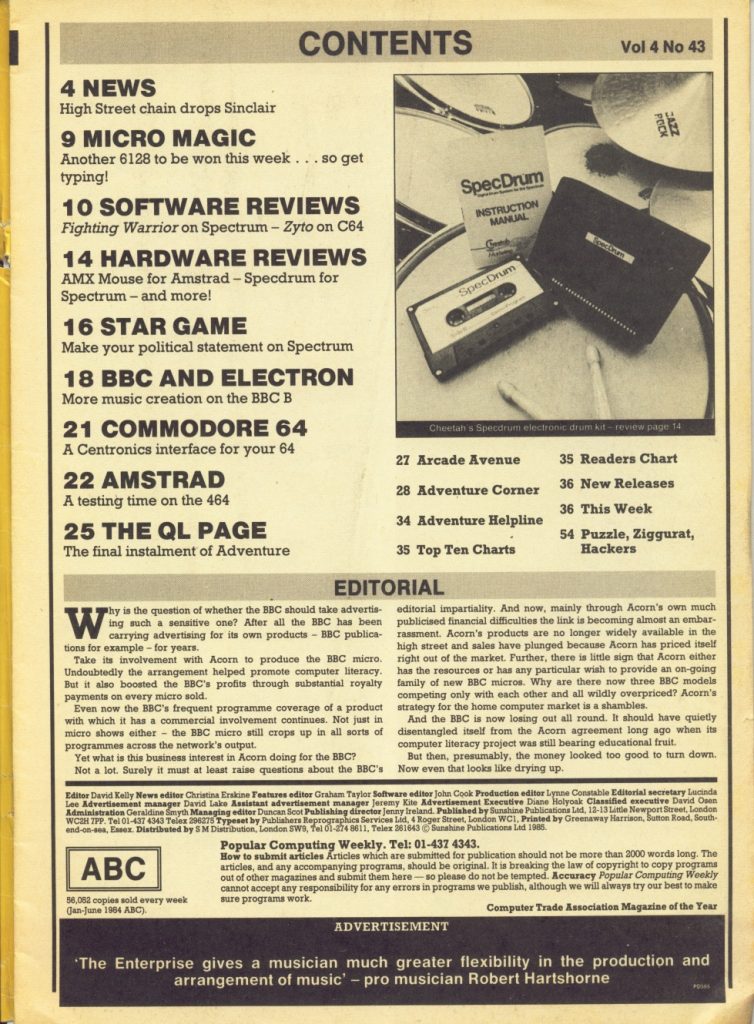 CONTENTS
Vol 4 No 43
4 NEWS
High Street chain drops Sinclair
9 MICRO MAGIC
Another 6128 to be won this week . . . so get
typing!
10 SOFTWARE REVIEWS
Fighting Warrior on Spectrum – Zyto on C64
14 HARDWARE REVIEWS
AMX Mouse for Amstrad – Specdrum for
Spectrum – and more!
16 STAR GAME
Make your political statement on Spectrum
18 BBC AND ELECTRON
More music creation on the BBC B
21 COMMODORE 64
A Centronics interface for your 64
22 AMSTRAD
A testing time on the 464
25 THE QL PAGE
The final instalment of Adventure
JAZZ
ROCK
SpecDrum
Digital Drum System for the Spectrum
INSTRUCTION
MANUAL
Cheetah
Marketing
SpecDrum
SpecDrum
Cheetah's Specdrum electronic drum kit – review page 14
27 Arcade Avenue
28 Adventure Corner
34 Adventure Helpline
35 Top Ten Charts
35 Readers Chart
36 New Releases
36 This Week
54 Puzzle, Ziggurat,
Hackers
EDITORIAL
Why is the question of whether the BBC should take advertis-
ing such a sensitive one? After all the BBC has been
carrying advertising for its own products – BBC publica-
tions for example – for years.
Take its involvement with Acorn to produce the BBC micro.
Undoubtedly the arrangement helped promote computer literacy.
But it also boosted the BBC's profits through substantial royalty
payments on every micro sold.
Even now the BBC's frequent programme coverage of a product
with which it has a commercial involvement continues. Not just in
micro shows either – the BBC micro still crops up in all sorts of
programmes across the network's output.
Yet what is this business interest in Acorn doing for the BBC?
Not a lot. Surely it must at least raise questions about the BBC's
editorial impartiality. And now, mainly through Acorn's own much
publicised financial difficulties the link is becoming almost an embar-
rassment. Acorn's products are no longer widely available in the
high street and sales have plunged because Acorn has priced itself
right out of the market. Further, there is little sign that Acorn either
has the resources or has any particular wish to provide an on-going
family of new BBC micros. Why are there now three BBC models
competing only with each other and all wildly overpriced? Acorn's
strategy for the home computer market is a shambles.
And the BBC is now losing out all round. It should have quietly
disentangled itself from the Acorn agreement long ago when its
computer literacy project was still bearing educational fruit.
But then, presumably, the money looked too good to turn down.
Now even that looks like drying up.
Editor David Kelly News editor Christina Erskine Features editor Graham Taylor Software editor John Cook Production editor Lynne Constable Editorial secretary Lucinda
Lee Advertisement manager David Lake Assistant advertisement manager Jeremy Kite Advertisement Executive Diane Holyoak Classified executive David Osen
Administration Geraldine Smyth Managing editor Duncan Scot Publishing director Jenny Ireland. Published by Sunshine Publications Ltd, 12-13 Little Newport Street, London
WC2H 7PP. Tel 01-437 4343 Telex 296275 Typeset by Publishers Reprographics Services Ltd, 4 Roger Street, London WC1, Printed by Greenaway Harrison, Sutton Road, South-
end-on-sea, Essex. Distributed by S M Distribution, London SW9, Tel 01-274 8611, Telex 261643 © Sunshine Publications Ltd 1985.
ABC
56,052 copies sold every week
(Jan-June 1984 ABC).
Popular Computing Weekly. Tel: 01-437 4343.
How to submit articles Articles which are submitted for publication should not be more than 2000 words long. The
articles, and any accompanying programs, should be original. It is breaking the law of copyright to copy programs
out of other magazines and submit them here — so please do not be tempted. Accuracy Popular Computing Weekly
cannot accept any responsibility for any errors in programs we publish, although we will always try our best to make
sure programs work.
Computer Trade Association Magazine of the Year
ADVERTISEMENT
'The Enterprise gives a musician much greater flexibility in the production and
arrangement of music' – pro musician Robert Hartshorne